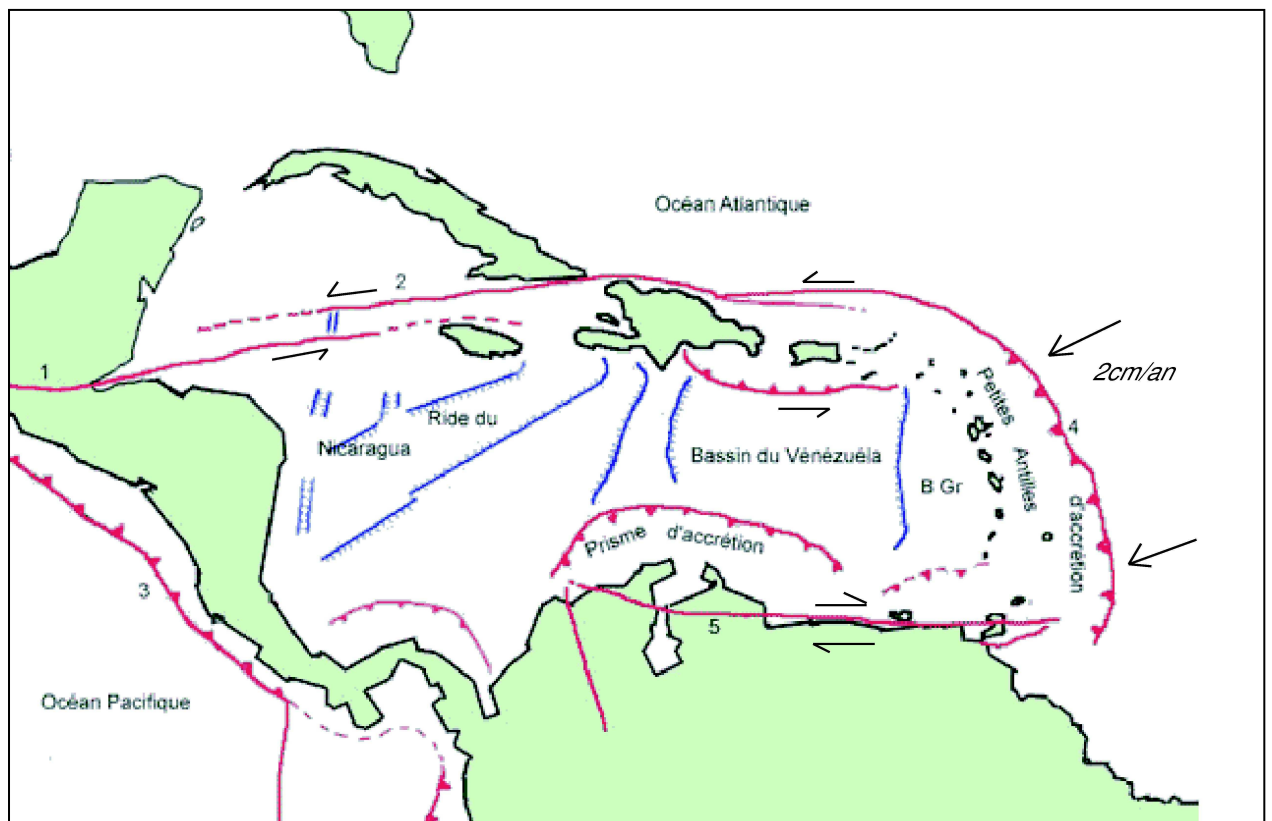 Océan Atlantique
2
1
2cm/an
Petites
Antilles
4
Ride du
Nicaragua
Bassin du Vénézuéla
B Gr
d'accrétion
Prisme d'accrétion
3
5
Océan Pacifique